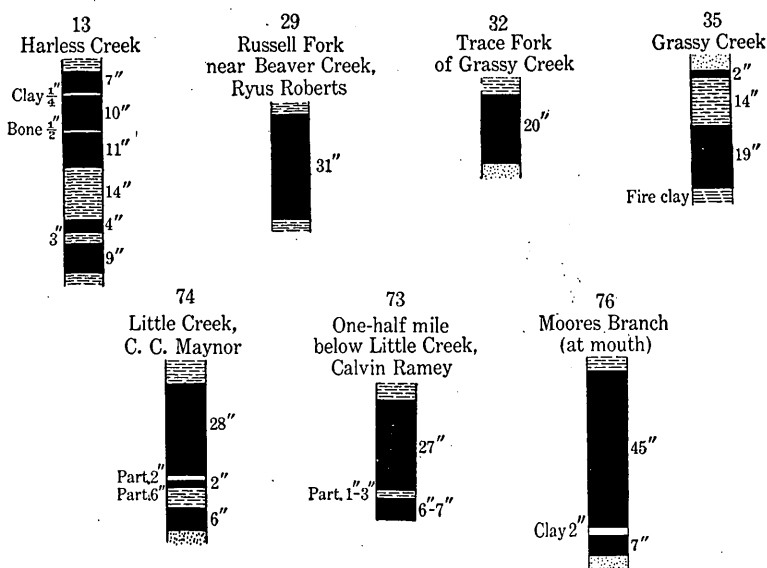 13
Harless Creek
7"
Clay 1/4"
10"
Bone 1/2"
11"
14"
4"
3"
9"
29
Russell Fork
near Beaver Creek,
Ryus Roberts
31"
32
Trace Fork
of Grassy Creek
20"
35
Grassy Creek
2"
14"
19"
Fire clay
74
Little Creek,
C. C. Maynor
28"
Part.2"
2"
Part.6"
6"
73
One-half mile
below Little Creek,
Calvin Ramey
27"
Part. 1"-3"
6"-7"
76
Moores Branch
(at mouth)
45"
Clay 2"
7"